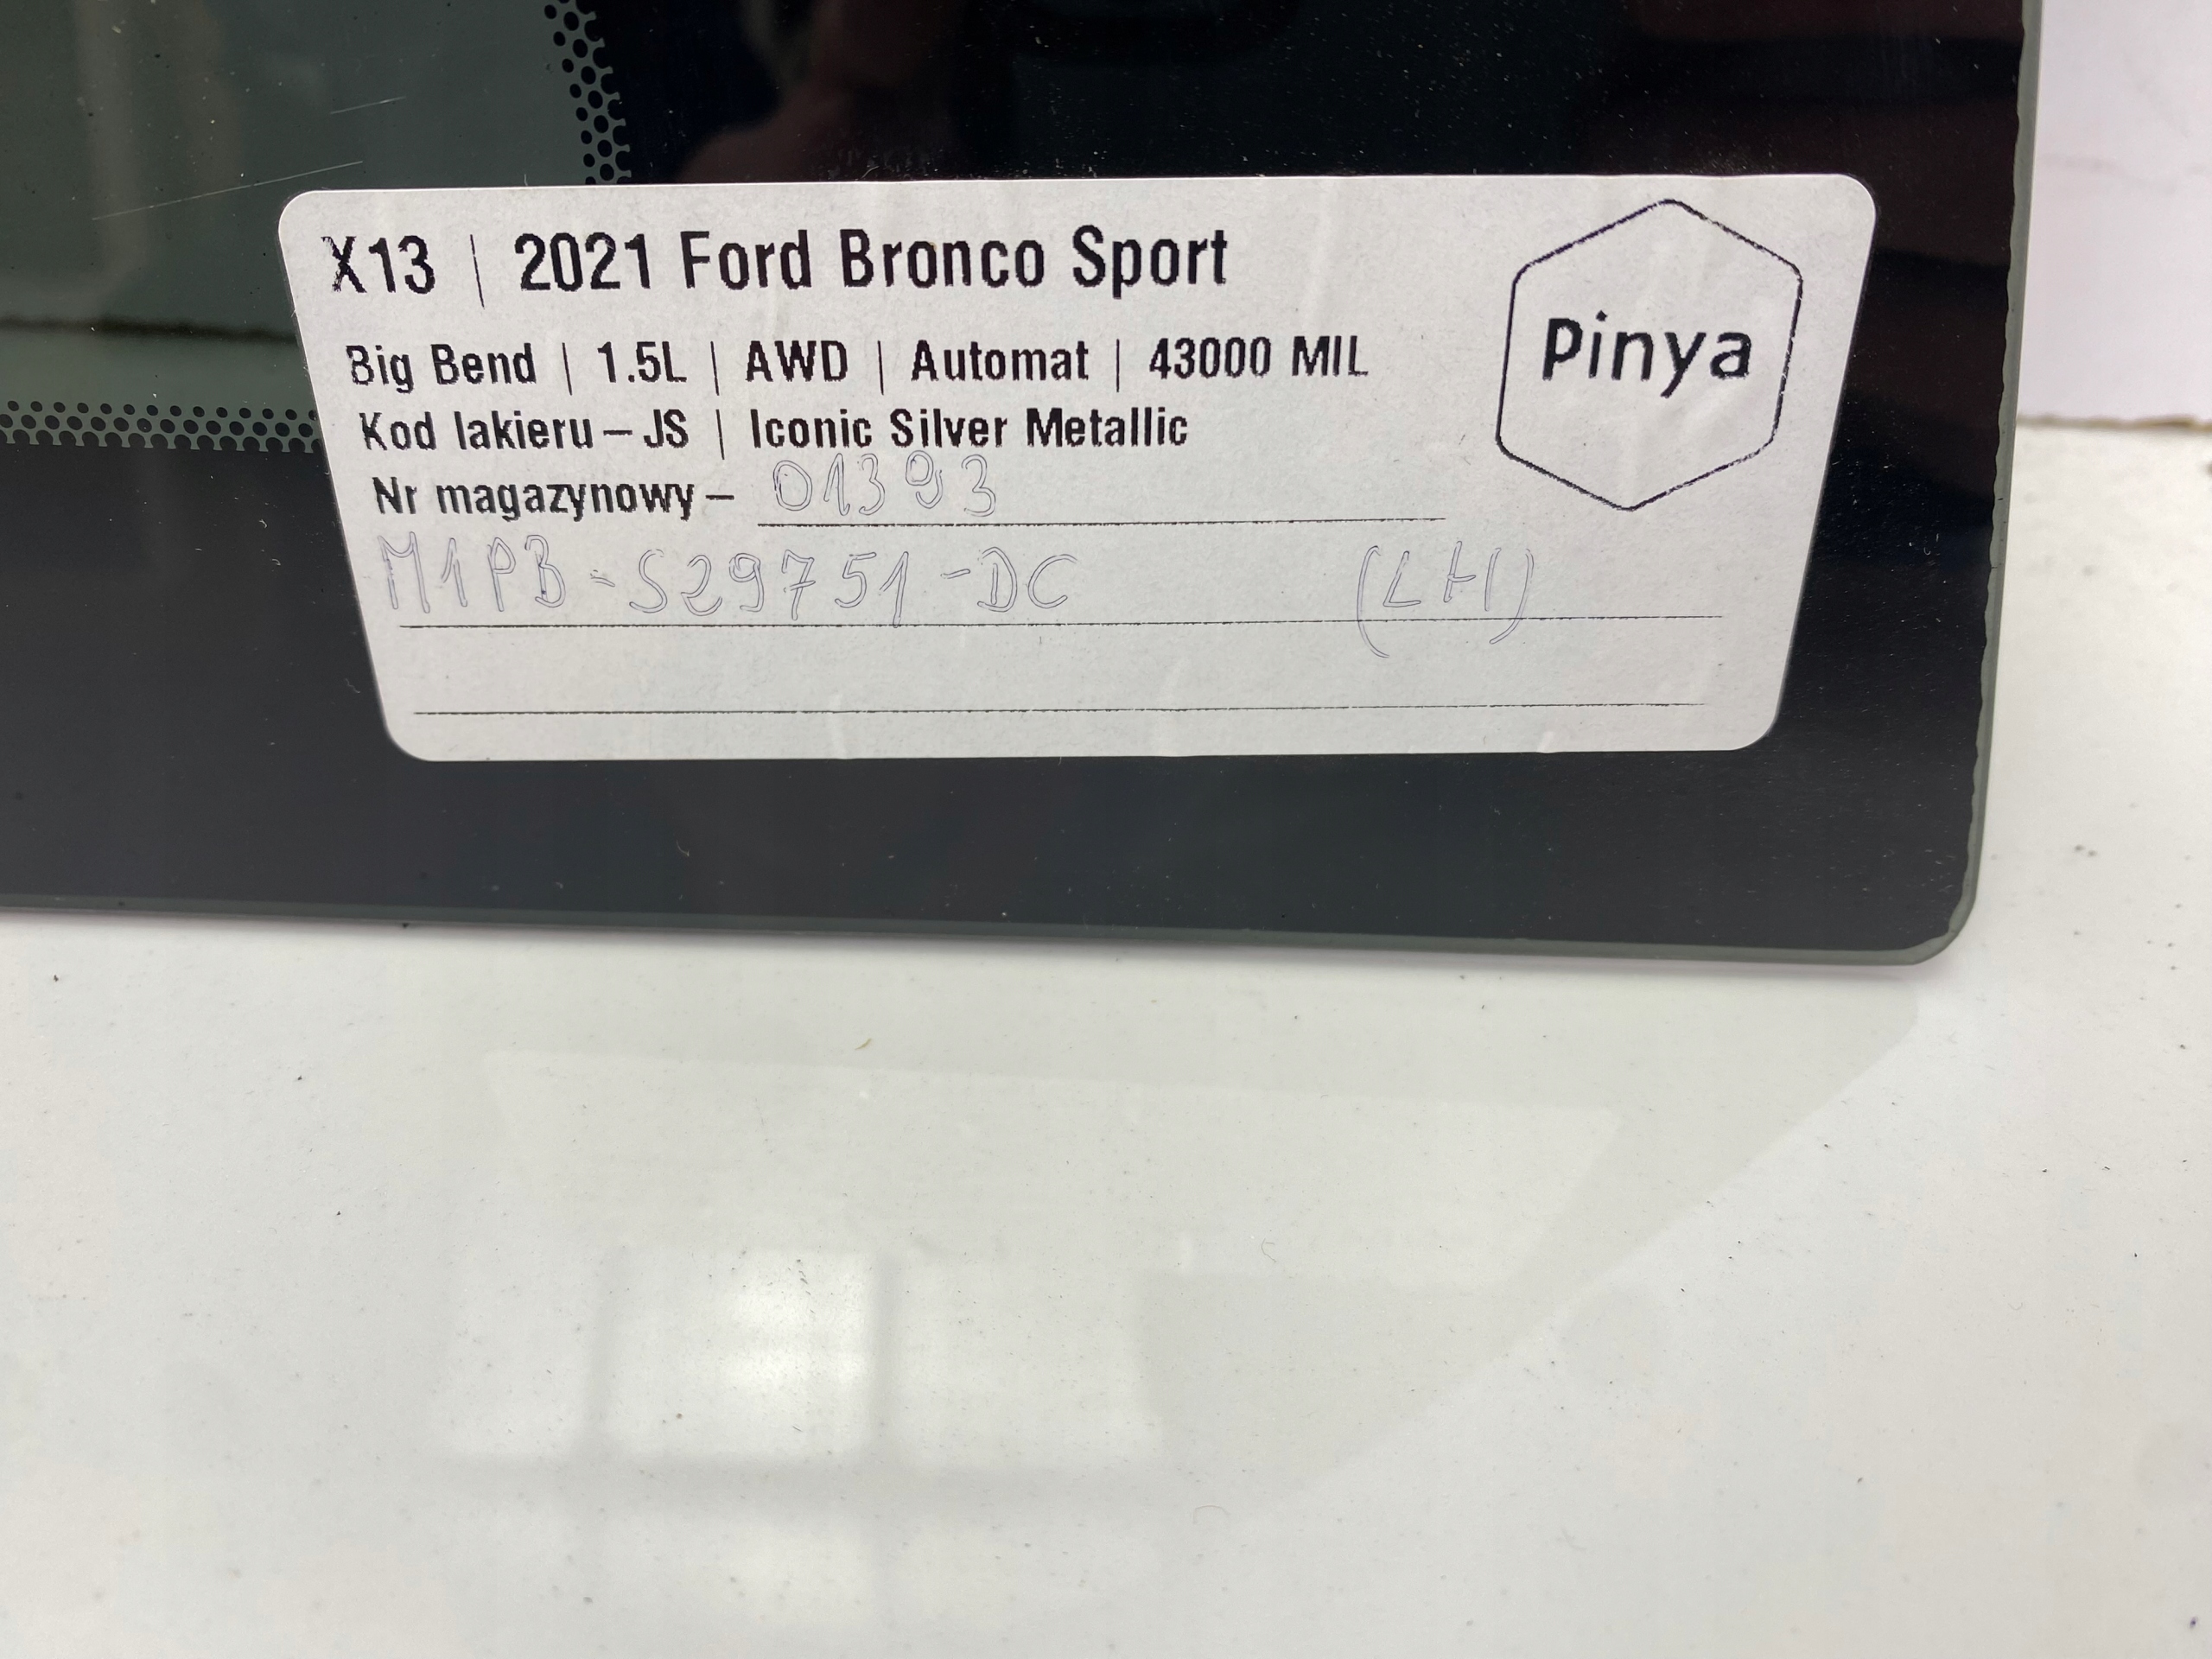 X13 | 2021 Ford Bronco Sport
Pinya
Big Bend | 1.5L | AWD | Automat | 43000 MIL
Kod lakieru – JS | Iconic Silver Metallic
Nr magazynowy – 01393
M1PB-S29751-DC (LH)